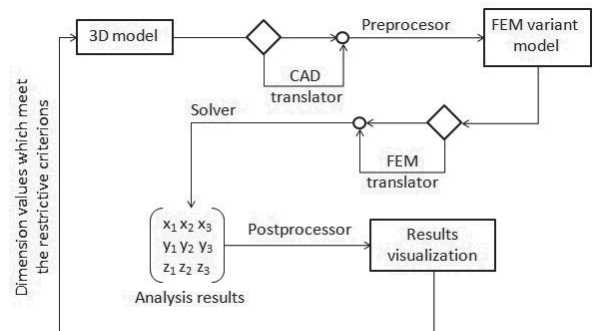 3D model
Preprocesor
FEM variant
model
CAD
translator
Solver
FEM
translator
x1 x2 x3
y1 y2 y3
z1 z2 z3
Analysis results
Postprocessor
Results
visualization
Dimension values which meet
the restrictive criterions